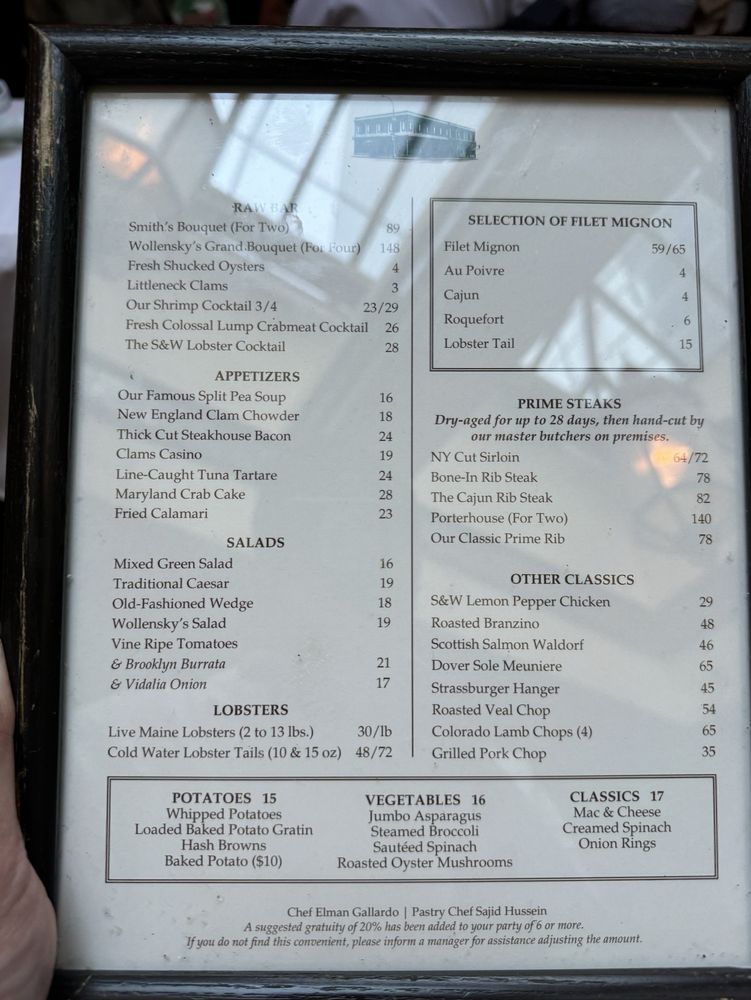 RAW BAR
Smith's Bouquet (For Two) 89
Wollensky's Grand Bouquet (For Four) 148
Fresh Shucked Oysters 4
Littleneck Clams 3
Our Shrimp Cocktail 3/4 23/29
Fresh Colossal Lump Crabmeat Cocktail 26
The S&W Lobster Cocktail 28
APPETIZERS
Our Famous Split Pea Soup 16
New England Clam Chowder 18
Thick Cut Steakhouse Bacon 24
Clams Casino 19
Line-Caught Tuna Tartare 24
Maryland Crab Cake 28
Fried Calamari 23
SALADS
Mixed Green Salad 16
Traditional Caesar 19
Old-Fashioned Wedge 18
Wollensky's Salad 19
Vine Ripe Tomatoes
& Brooklyn Burrata 21
& Vidalia Onion 17
LOBSTERS
Live Maine Lobsters (2 to 13 lbs.) 30/lb
Cold Water Lobster Tails (10 & 15 oz) 48/72
SELECTION OF FILET MIGNON
Filet Mignon 59/65
Au Poivre 4
Cajun 4
Roquefort 6
Lobster Tail 15
PRIME STEAKS
Dry-aged for up to 28 days, then hand-cut by
our master butchers on premises.
NY Cut Sirloin 64/72
Bone-In Rib Steak 78
The Cajun Rib Steak 82
Porterhouse (For Two) 140
Our Classic Prime Rib 78
OTHER CLASSICS
S&W Lemon Pepper Chicken 29
Roasted Branzino 48
Scottish Salmon Waldorf 46
Dover Sole Meuniere 65
Strassburger Hanger 45
Roasted Veal Chop 54
Colorado Lamb Chops (4) 65
Grilled Pork Chop 35
POTATOES 15
Whipped Potatoes
Loaded Baked Potato Gratin
Hash Browns
Baked Potato ($10)
VEGETABLES 16
Jumbo Asparagus
Steamed Broccoli
Sautéed Spinach
Roasted Oyster Mushrooms
CLASSICS 17
Mac & Cheese
Creamed Spinach
Onion Rings
Chef Elman Gallardo | Pastry Chef Sajid Hussein
A suggested gratuity of 20% has been added to your party of 6 or more.
If you do not find this convenient, please inform a manager for assistance adjusting the amount.